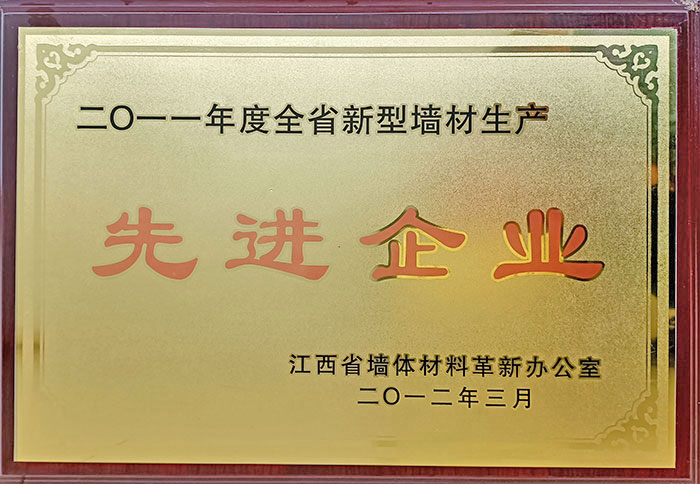 二〇一一年度全省新型墙材生产
先进企业
江西省墙体材料革新办公室
二〇一二年三月